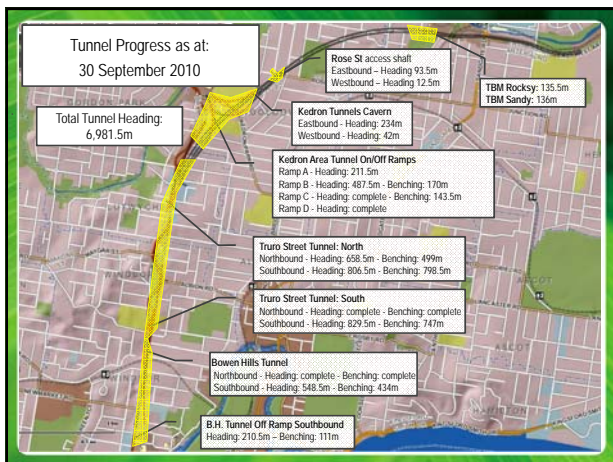 Tunnel Progress as at:
30 September 2010
Total Tunnel Heading:
6,981.5m
Rose St access shaft
Eastbound – Heading 93.5m
Westbound – Heading 12.5m
TBM Rocksy: 135.5m
TBM Sandy: 136m
Kedron Tunnels Cavern
Eastbound - Heading: 234m
Westbound - Heading: 42m
Kedron Area Tunnel On/Off Ramps
Ramp A - Heading: 211.5m
Ramp B - Heading: 487.5m - Benching: 170m
Ramp C - Heading: complete - Benching: 143.5m
Ramp D - Heading: complete
Truro Street Tunnel: North
Northbound - Heading: 658.5m - Benching: 499m
Southbound - Heading: 806.5m - Benching: 798.5m
Truro Street Tunnel: South
Northbound - Heading: complete - Benching: complete
Southbound - Heading: 829.5m - Benching: 747m
Bowen Hills Tunnel
Northbound - Heading: complete - Benching: complete
Southbound - Heading: 548.5m - Benching: 434m
B.H. Tunnel Off Ramp Southbound
Heading: 210.5m – Benching: 111m
GORDON PARK
ASCOT
ASCOT
HAMILTON